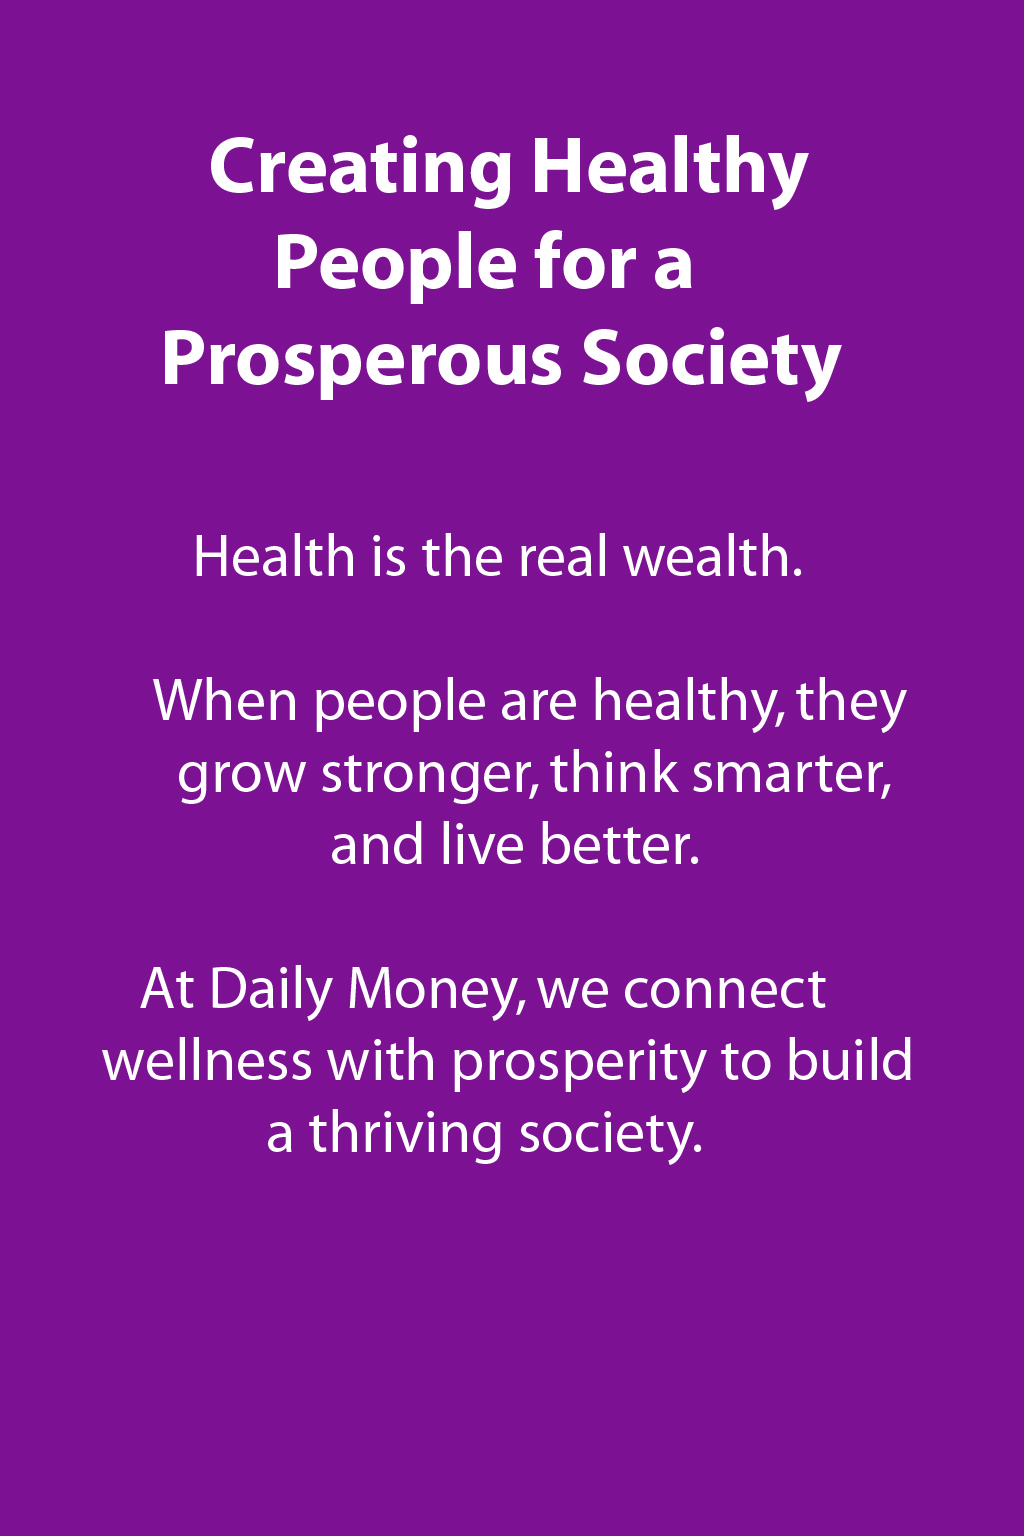 Creating Healthy
People for a
Prosperous Society
Health is the real wealth.
When people are healthy, they
grow stronger, think smarter,
and live better.
At Daily Money, we connect
wellness with prosperity to build
a thriving society.